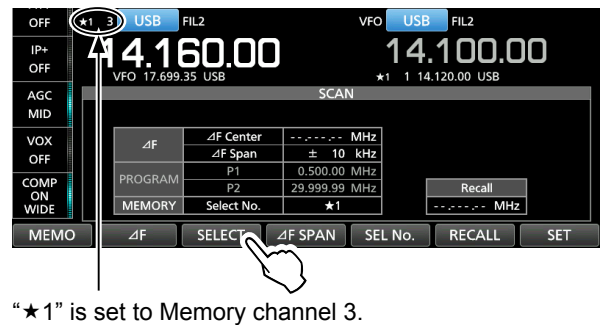 OFF ★1 3 USB FIL2 VFO USB FIL2
14.160.00 14.100.00
IP+
OFF
VFO 17.699.35 USB ★1 1 14.120.00 USB
AGC
MID
SCAN
VOX
OFF
COMP
ON
WIDE
⊿F ⊿F Center --.---.-- MHz
⊿F Span ± 10 kHz
PROGRAM P1 0.500.00 MHz
P2 29.999.99 MHz
MEMORY Select No. ★1
Recall
--.---.-- MHz
MEMO ⊿F SELECT ⊿F SPAN SEL No. RECALL SET
“★1” is set to Memory channel 3.